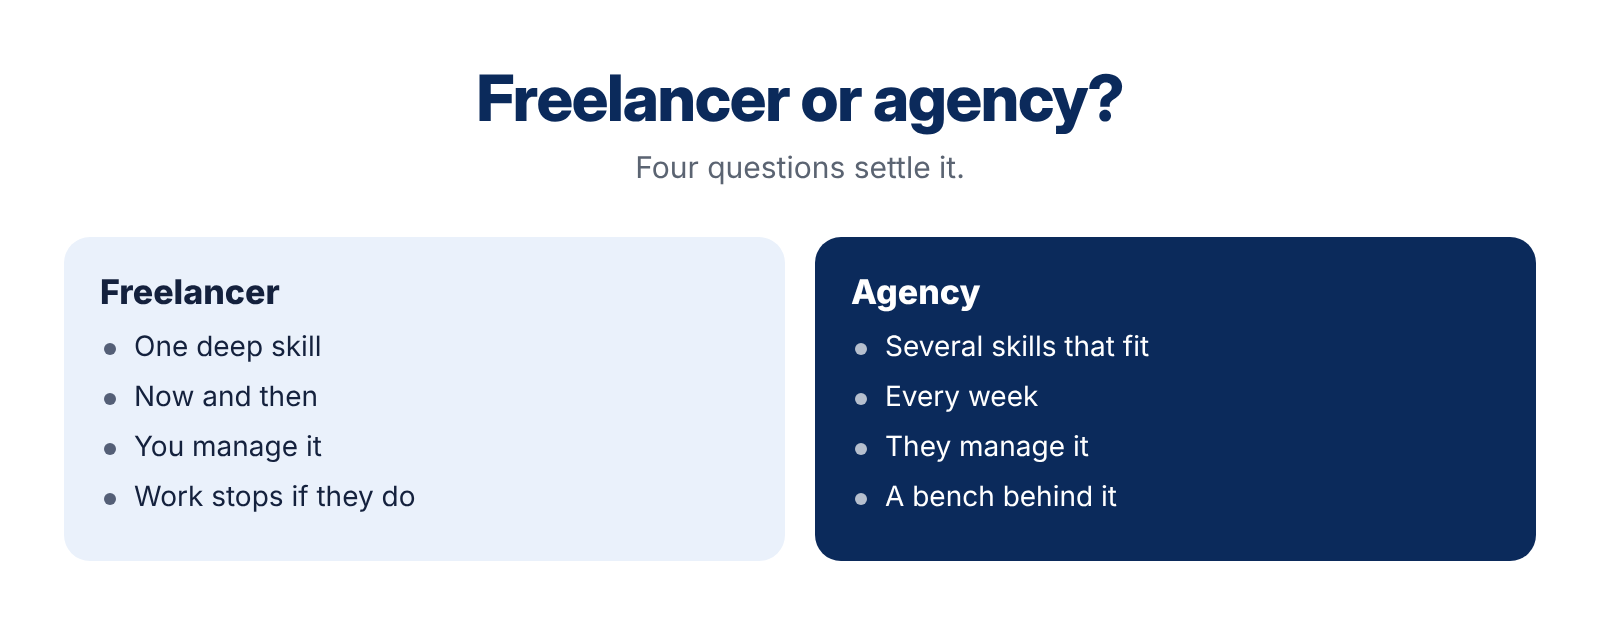 Freelancer or agency?
Four questions settle it.
Freelancer
One deep skill
Now and then
You manage it
Work stops if they do
Agency
Several skills that fit
Every week
They manage it
A bench behind it